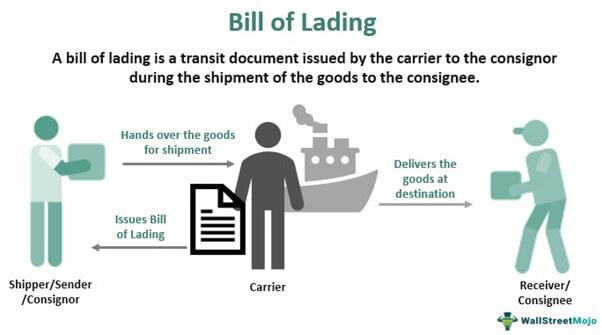 Bill of Lading
A bill of lading is a transit document issued by the carrier to the consignor
during the shipment of the goods to the consignee.
Hands over the goods
for shipment
Delivers the
goods at
destination
Issues Bill
of Lading
Shipper/Sender
/Consignor
Carrier
Receiver/
Consignee
WallStreetMojo